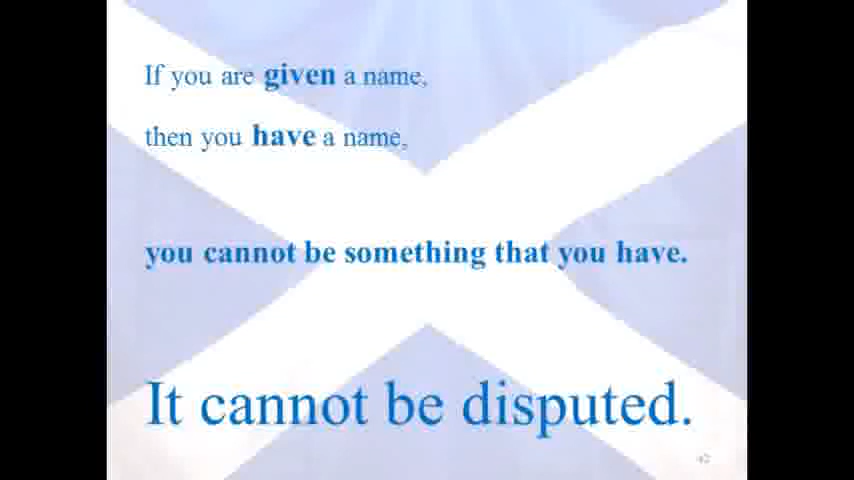 If you are given a name,
then you have a name,
you cannot be something that you have.
It cannot be disputed.